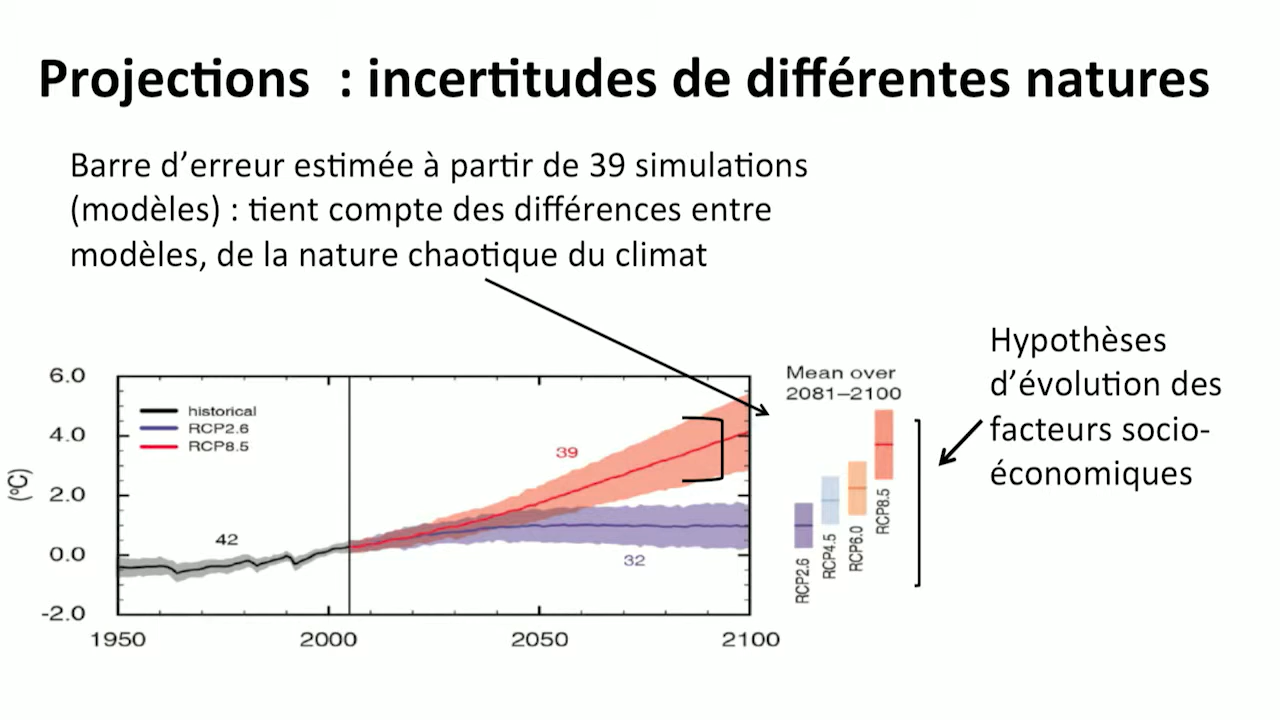 Projections : incertitudes de différentes natures
Barre d’erreur estimée à partir de 39 simulations
(modèles) : tient compte des différences entre
modèles, de la nature chaotique du climat
Hypothèses
d’évolution des
facteurs socio-
économiques
Mean over
2081–2100
6.0
4.0
2.0
0.0
-2.0
(ºC)
historical
RCP2.6
RCP8.5
39
42
32
1950
2000
2050
2100
RCP2.6
RCP4.5
RCP6.0
RCP8.5